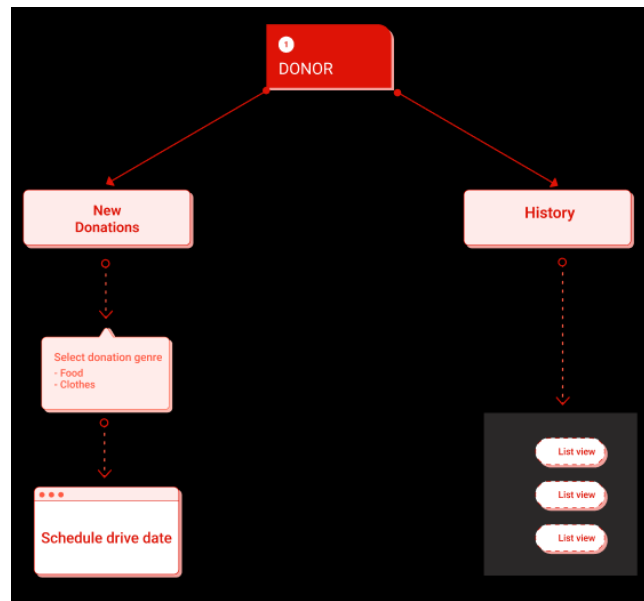 1
DONOR
New
Donations
History
Select donation genre
- Food
- Clothes
Schedule drive date
List view
List view
List view